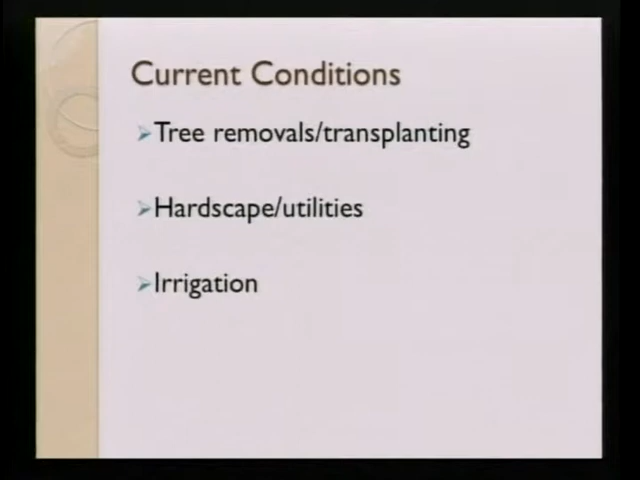 Current Conditions
Tree removals/transplanting
Hardscape/utilities
Irrigation